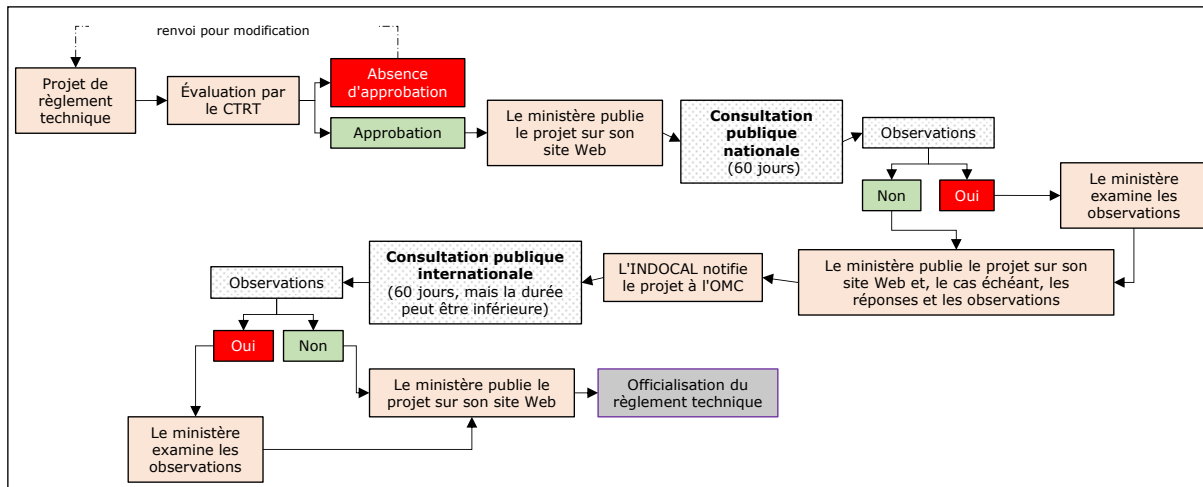 renvoi pour modification
Projet de
règlement
technique
Évaluation par
le CTRT
Absence
d'approbation
Approbation
Le ministère publie
le projet sur son
site Web
Consultation
publique
nationale
(60 jours)
Observations
Non
Oui
Le ministère
examine les
observations
Le ministère publie le projet sur son
site Web et, le cas échéant, les
réponses et les observations
L'INDOCAL notifie
le projet à l'OMC
Consultation publique
internationale
(60 jours, mais la durée
peut être inférieure)
Observations
Oui
Non
Le ministère
examine les
observations
Le ministère publie le
projet sur son site Web
Officialisation du
règlement technique